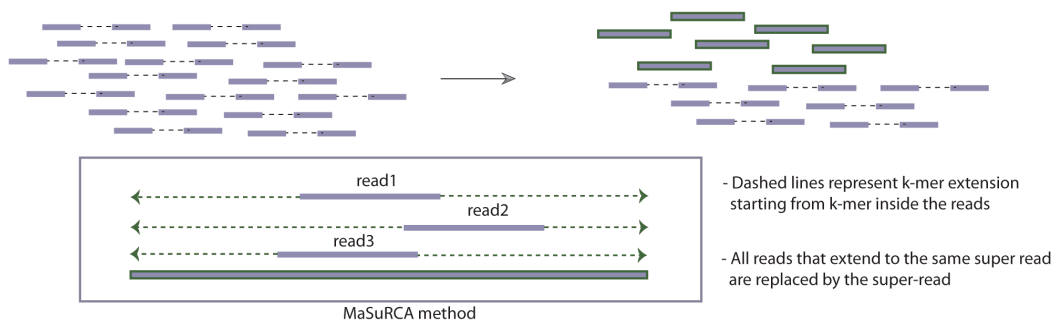 read1
read2
read3
MaSuRCA method
- Dashed lines represent k-mer extension
starting from k-mer inside the reads
- All reads that extend to the same super read
are replaced by the super-read